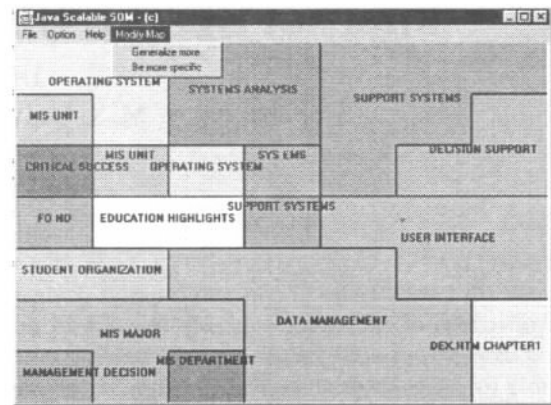 Java Scalable SOM - (c)
File Option Help Modify Map
Generalize more
Be more specific
OPERATING SYSTEM
SYSTEMS ANALYSIS
SUPPORT SYSTEMS
MIS UNIT
DECISION SUPPORT
MIS UNIT
SYS EMS
CRITICAL SUCCESS
OPERATING SYSTEM
SUPPORT SYSTEMS
FO ND
EDUCATION HIGHLIGHTS
USER INTERFACE
STUDENT ORGANIZATION
DATA MANAGEMENT
MIS MAJOR
DEX.HTM CHAPTER1
MIS DEPARTMENT
MANAGEMENT DECISION